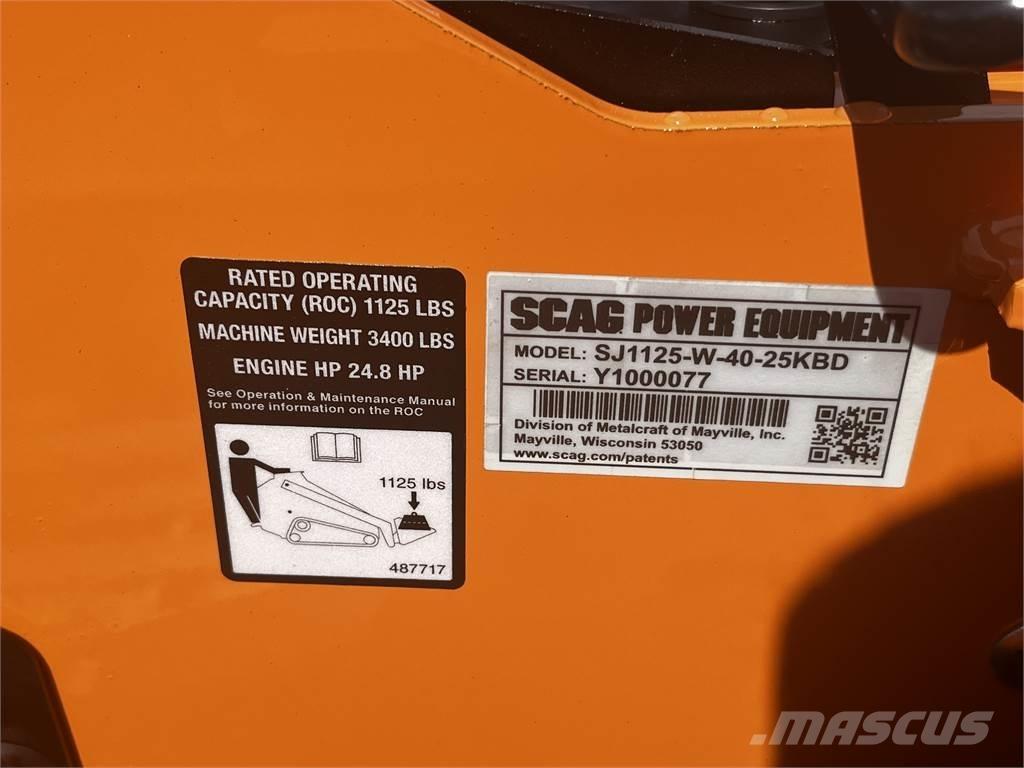 RATED OPERATING
CAPACITY (ROC) 1125 LBS
MACHINE WEIGHT 3400 LBS
ENGINE HP 24.8 HP
See Operation & Maintenance Manual
for more information on the ROC
1125 lbs
487717
SCAG POWER EQUIPMENT
MODEL: SJ1125-W-40-25KBD
SERIAL: Y1000077
Division of Metalcraft of Mayville, Inc.
Mayville, Wisconsin 53050
www.scag.com/patents
MASCUS